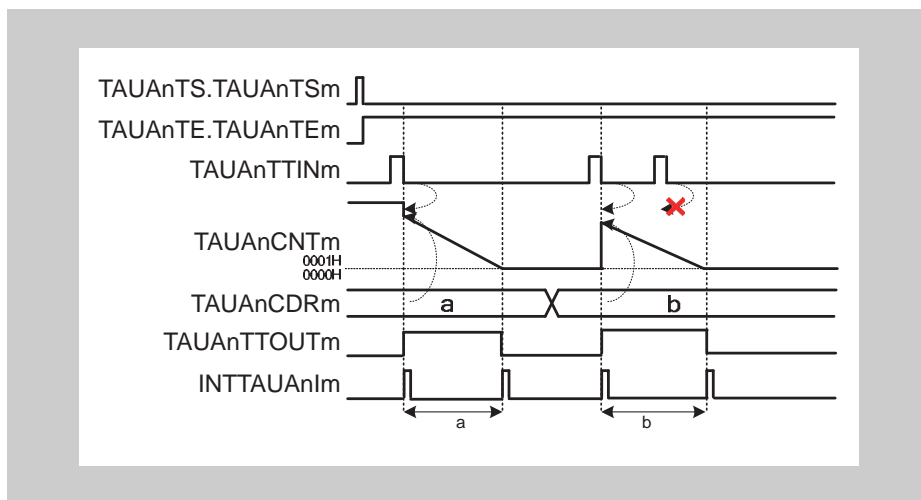 TAUAnTS.TAUAnTSm
TAUAnTE.TAUAnTEm
TAUAnTTINm
TAUAnCNTm
0001H
0000H
TAUAnCDRm
a
b
TAUAnTTOUTm
INTTAUAnIm
a
b